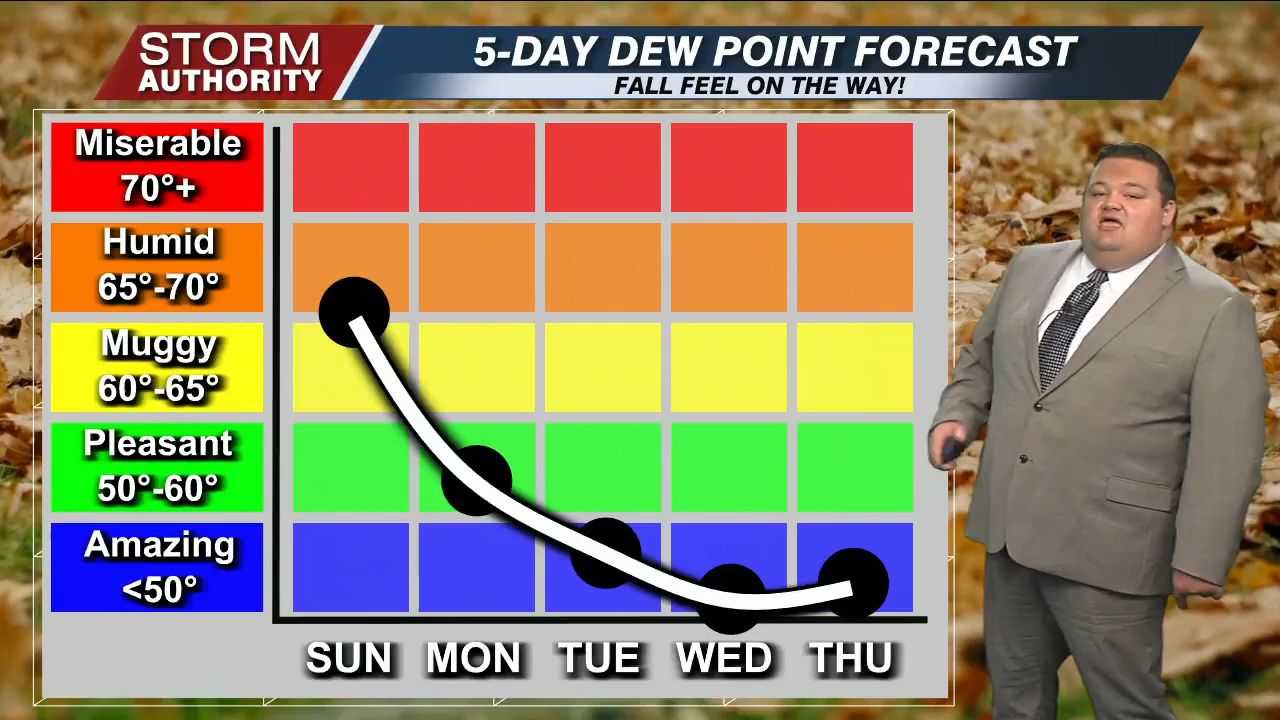 STORM
AUTHORITY
5-DAY DEW POINT FORECAST
FALL FEEL ON THE WAY!
Miserable
70°+
Humid
65°-70°
Muggy
60°-65°
Pleasant
50°-60°
Amazing
<50°
SUN MON TUE WED THU